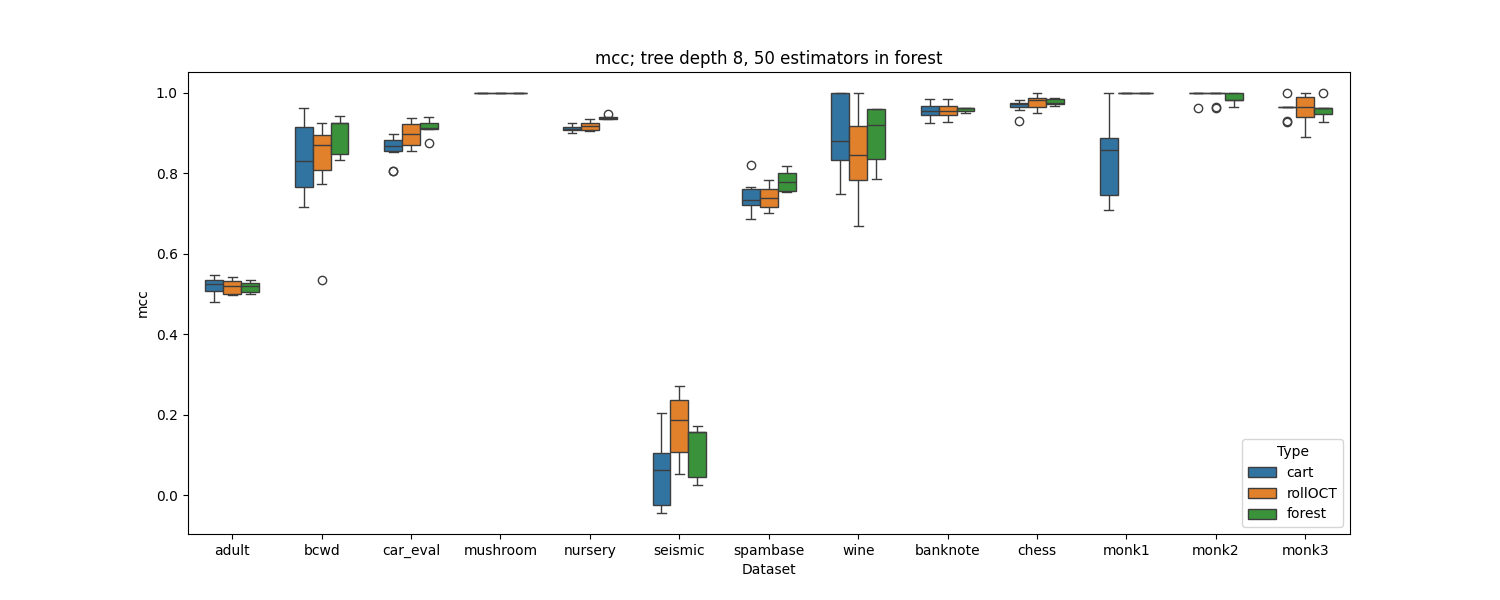 mcc; tree depth 8, 50 estimators in forest
mcc
1.0
0.8
0.6
0.4
0.2
0.0
Type
cart
rollOCT
forest
adult bcwd car_eval mushroom nursery seismic spambase wine banknote chess monk1 monk2 monk3
Dataset